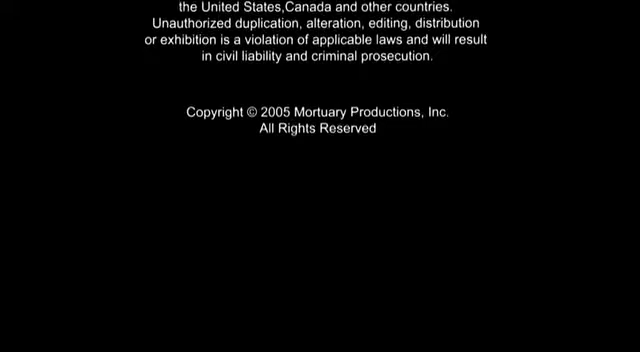 the United States,Canada and other countries.
Unauthorized duplication, alteration, editing, distribution
or exhibition is a violation of applicable laws and will result
in civil liability and criminal prosecution.
Copyright © 2005 Mortuary Productions, Inc.
All Rights Reserved